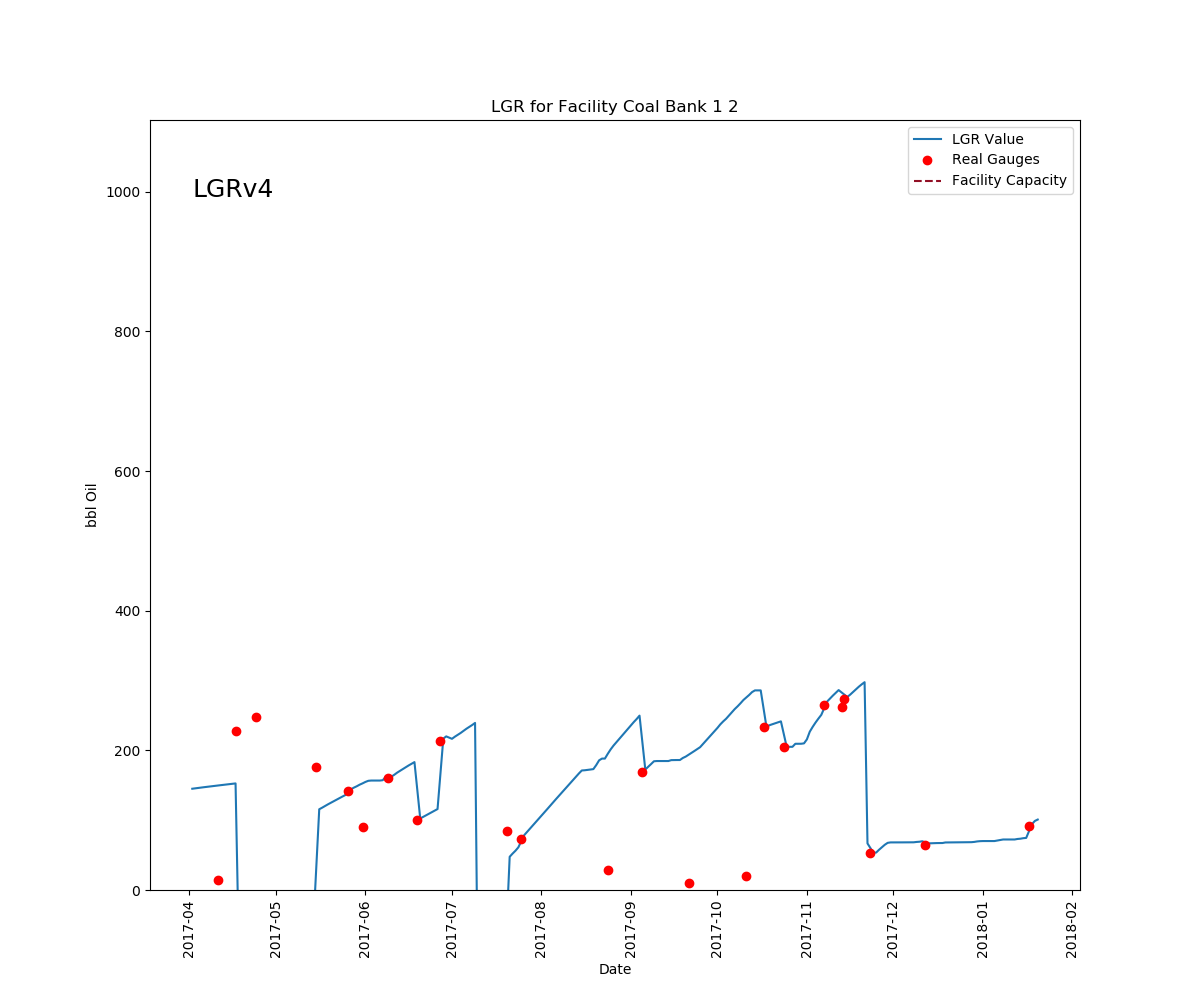 LGR for Facility Coal Bank 1 2
LGR Value
Real Gauges
Facility Capacity
LGRv4
1000
800
600
400
200
0
bbl Oil
2017-04
2017-05
2017-06
2017-07
2017-08
2017-09
2017-10
2017-11
2017-12
2018-01
2018-02
Date